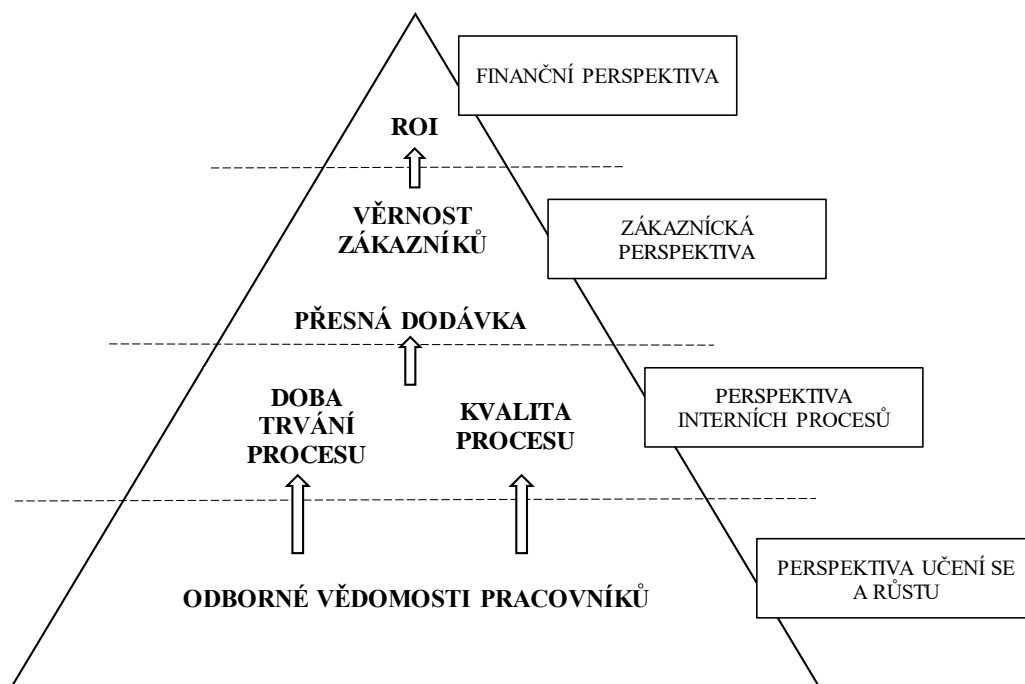 FINANČNÍ PERSPEKTIVA
ROI
VĚRNOST
ZÁKAZNÍKŮ
ZÁKAZNÍCKÁ
PERSPEKTIVA
PŘESNÁ DODÁVKA
DOBA
TRVÁNÍ
PROCESU
KVALITA
PROCESU
PERSPEKTIVA
INTERNÍCH PROCESŮ
ODBORNÉ VĚDOMOSTI PRACOVNÍKŮ
PERSPEKTIVA UČENÍ SE
A RŮSTU